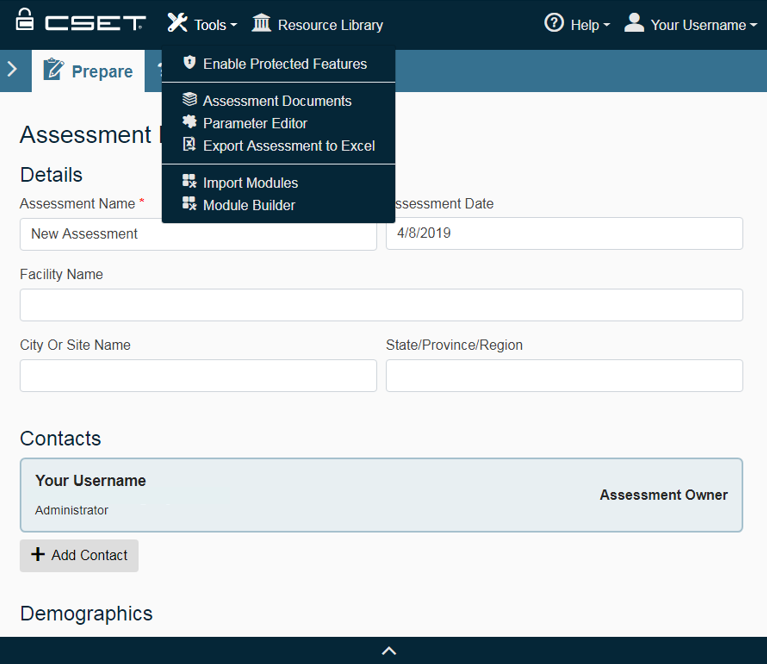 CSET Tools Resource Library Help Your Username
Prepare ?
Enable Protected Features
Assessment Documents
Parameter Editor
Export Assessment to Excel
Import Modules
Module Builder
Assessment
Details
Assessment Name * ssessment Date
New Assessment 4/8/2019
Facility Name
City Or Site Name State/Province/Region
Contacts
Your Username
Administrator
Assessment Owner
+ Add Contact
Demographics